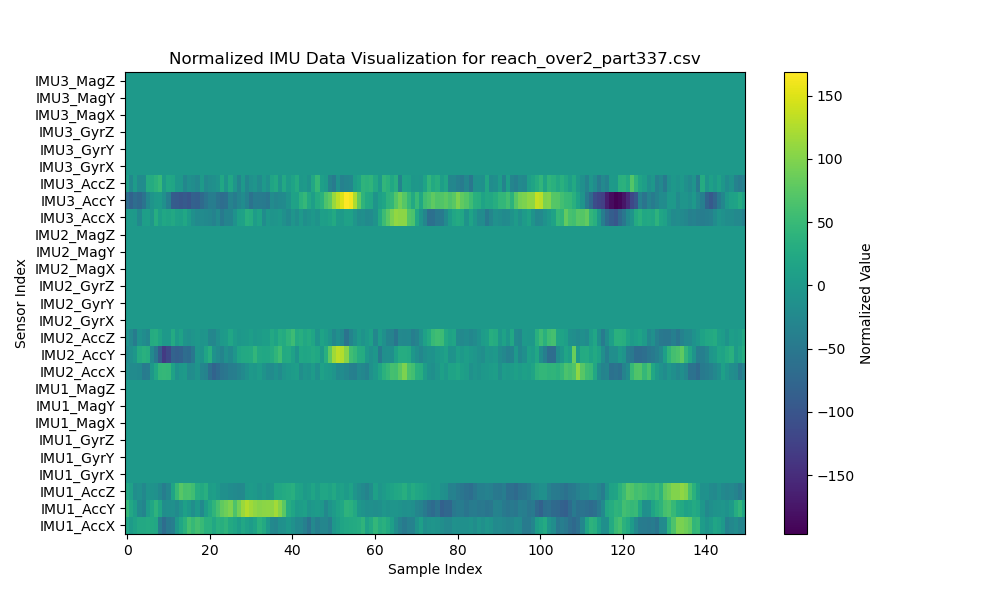 Normalized IMU Data Visualization for reach_over2_part337.csv
IMU3_MagZ
IMU3_MagY
IMU3_MagX
IMU3_GyrZ
IMU3_GyrY
IMU3_GyrX
IMU3_AccZ
IMU3_AccY
IMU3_AccX
IMU2_MagZ
IMU2_MagY
IMU2_MagX
IMU2_GyrZ
IMU2_GyrY
IMU2_GyrX
IMU2_AccZ
IMU2_AccY
IMU2_AccX
IMU1_MagZ
IMU1_MagY
IMU1_MagX
IMU1_GyrZ
IMU1_GyrY
IMU1_GyrX
IMU1_AccZ
IMU1_AccY
IMU1_AccX
Sensor Index
0 20 40 60 80 100 120 140
Sample Index
150
100
50
0
−50
−100
−150
Normalized Value